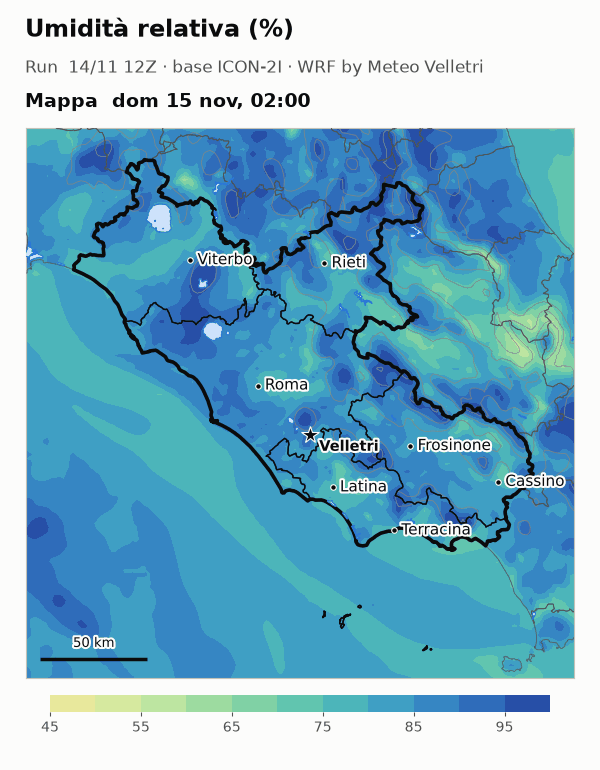 Umidità relativa (%)
Run  14/11 12Z · base ICON-2I · WRF by Meteo Velletri
Mappa  dom 15 nov, 02:00
Viterbo
Rieti
Roma
Velletri
Frosinone
Cassino
Latina
Terracina
50 km
45 55 65 75 85 95